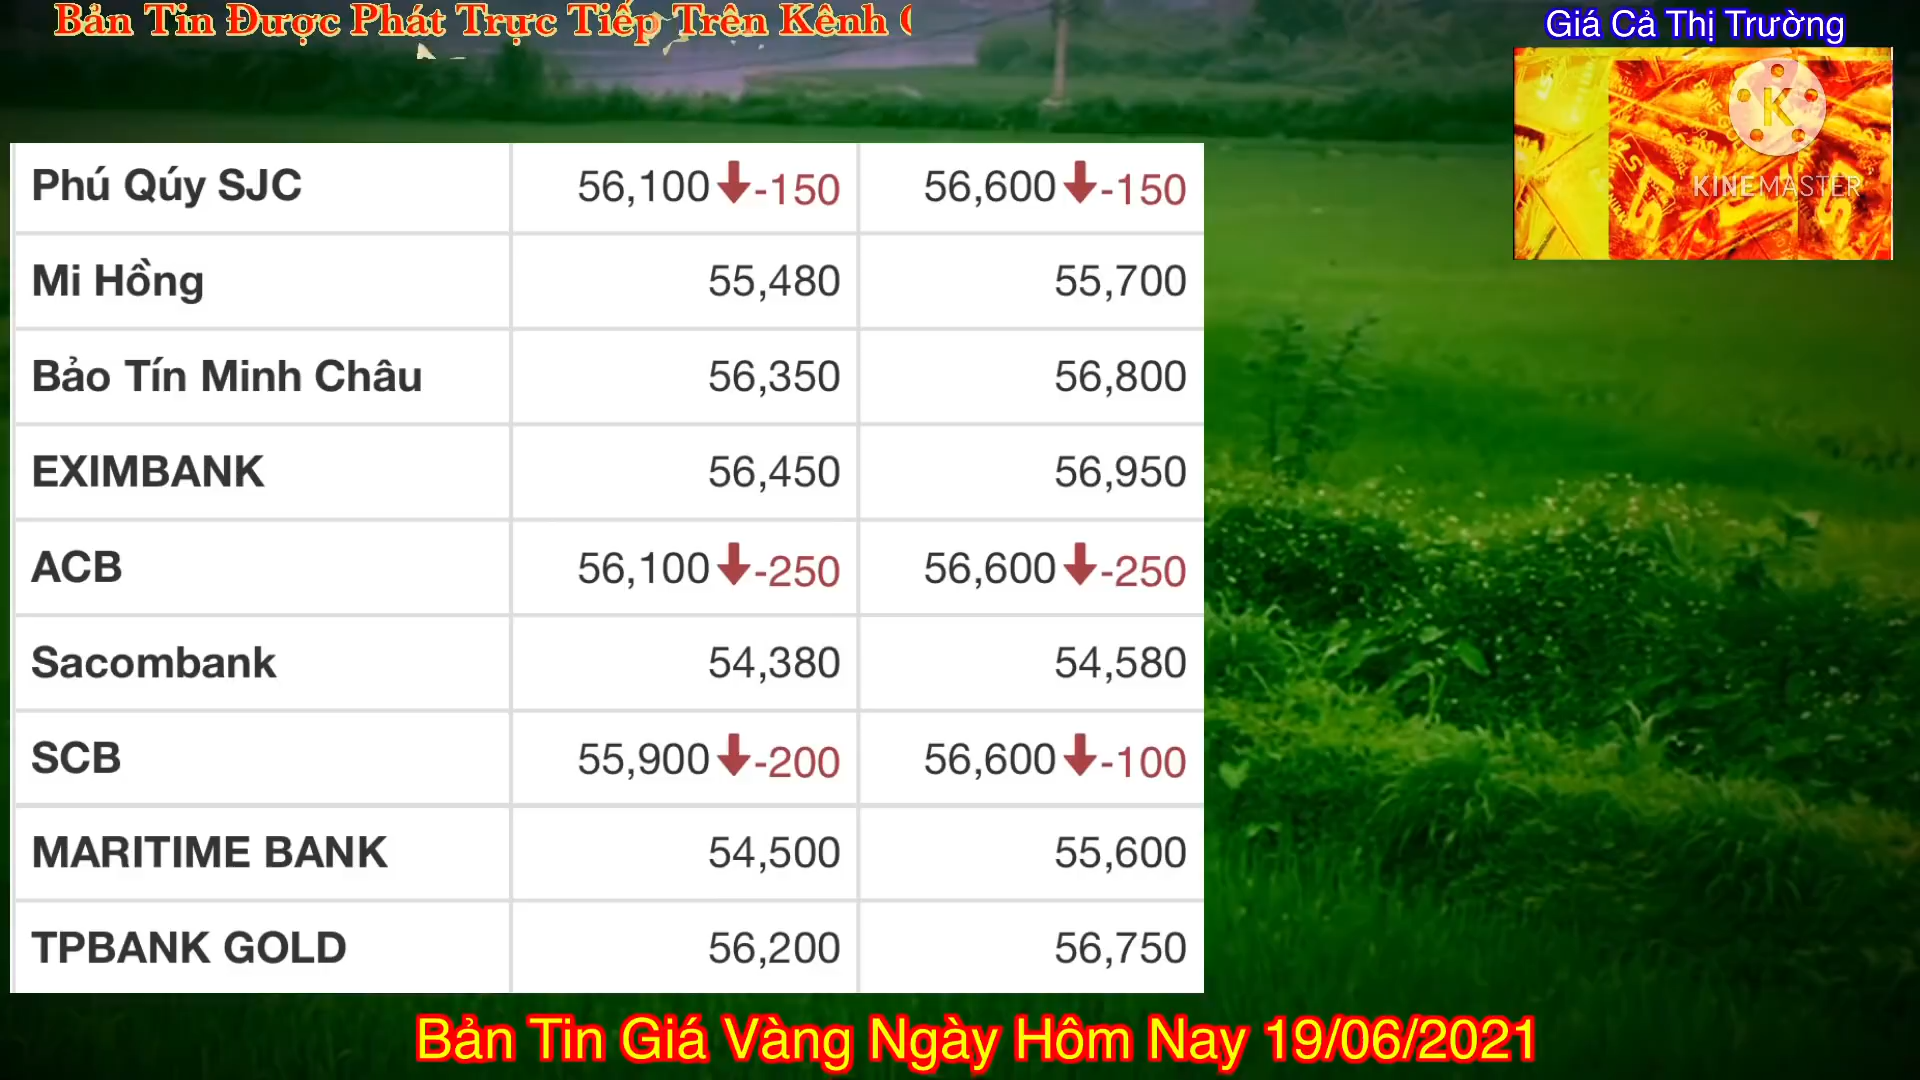 Bản Tin Được Phát Trực Tiếp Trên Kênh
Giá Cả Thị Trường
KINEMASTER
Phú Qúy SJC 56,100 -150 56,600 -150
Mi Hồng 55,480 55,700
Bảo Tín Minh Châu 56,350 56,800
EXIMBANK 56,450 56,950
ACB 56,100 -250 56,600 -250
Sacombank 54,380 54,580
SCB 55,900 -200 56,600 -100
MARITIME BANK 54,500 55,600
TPBANK GOLD 56,200 56,750
Bản Tin Giá Vàng Ngày Hôm Nay 19/06/2021